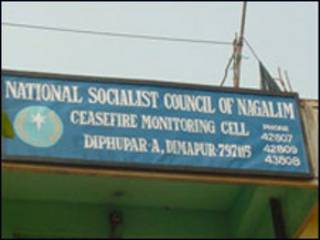 NATIONAL SOCIALIST COUNCIL OF NAGALIM
CEASEFIRE MONITORING CELL
DIPHUPAR-A, DIMAPUR-797115
PHONE
42807
42809
43808